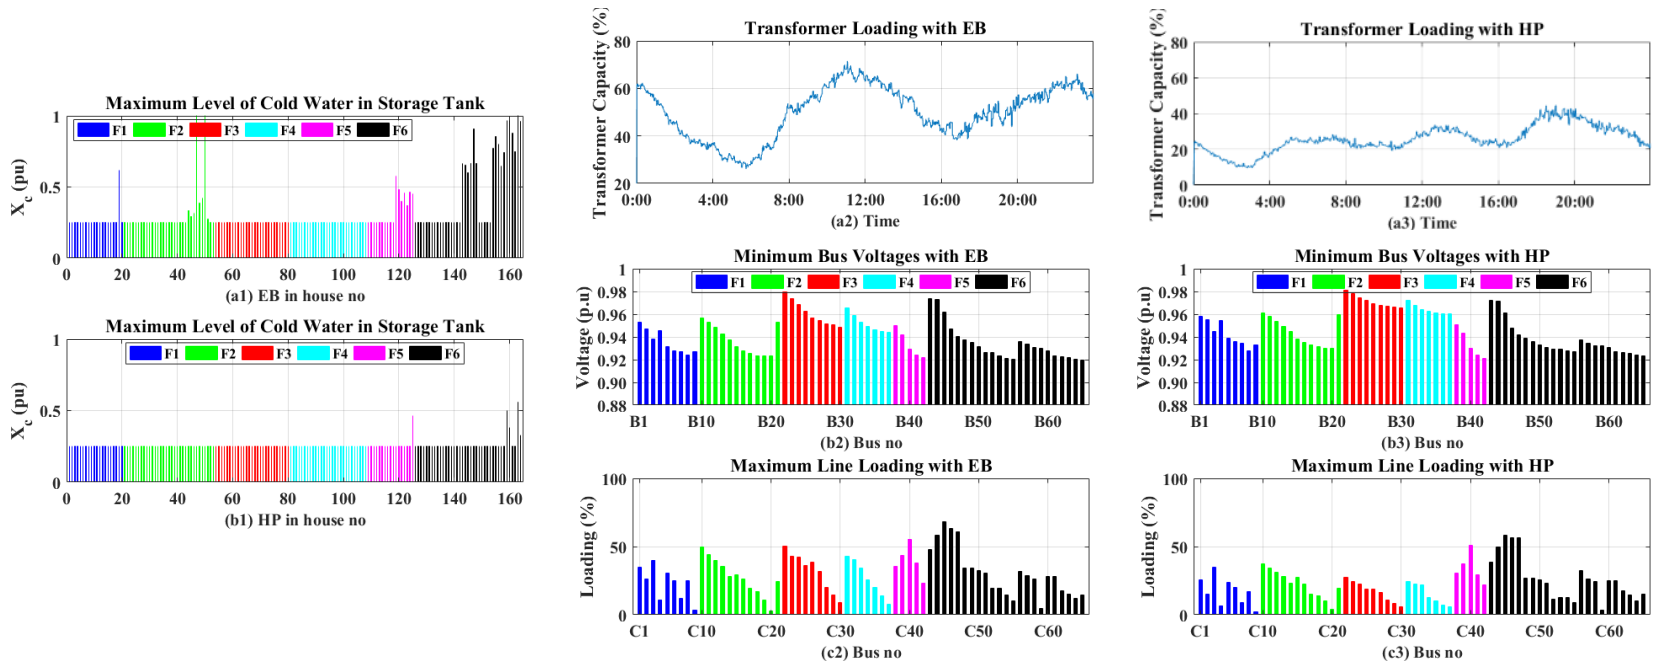 Maximum Level of Cold Water in Storage Tank
F1 F2 F3 F4 F5 F6
1
0.5
0
X_c (pu)
0 20 40 60 80 100 120 140 160
(a1) EB in house no
Maximum Level of Cold Water in Storage Tank
F1 F2 F3 F4 F5 F6
1
0.5
0
X_c (pu)
0 20 40 60 80 100 120 140 160
(b1) HP in house no
Transformer Loading with EB
80
60
40
20
Transformer Capacity (%)
0:00 4:00 8:00 12:00 16:00 20:00
(a2) Time
Minimum Bus Voltages with EB
F1 F2 F3 F4 F5 F6
1
0.98
0.96
0.94
0.92
0.90
0.88
Voltage (p.u)
B1 B10 B20 B30 B40 B50 B60
(b2) Bus no
Maximum Line Loading with EB
100
50
0
Loading (%)
C1 C10 C20 C30 C40 C50 C60
(c2) Bus no
Transformer Loading with HP
80
60
40
20
0
Transformer Capacity (%)
0:00 4:00 8:00 12:00 16:00 20:00
(a3) Time
Minimum Bus Voltages with HP
F1 F2 F3 F4 F5 F6
1
0.98
0.96
0.94
0.92
0.90
0.88
Voltage (p.u)
B1 B10 B20 B30 B40 B50 B60
(b3) Bus no
Maximum Line Loading with HP
100
50
0
Loading (%)
C1 C10 C20 C30 C40 C50 C60
(c3) Bus no